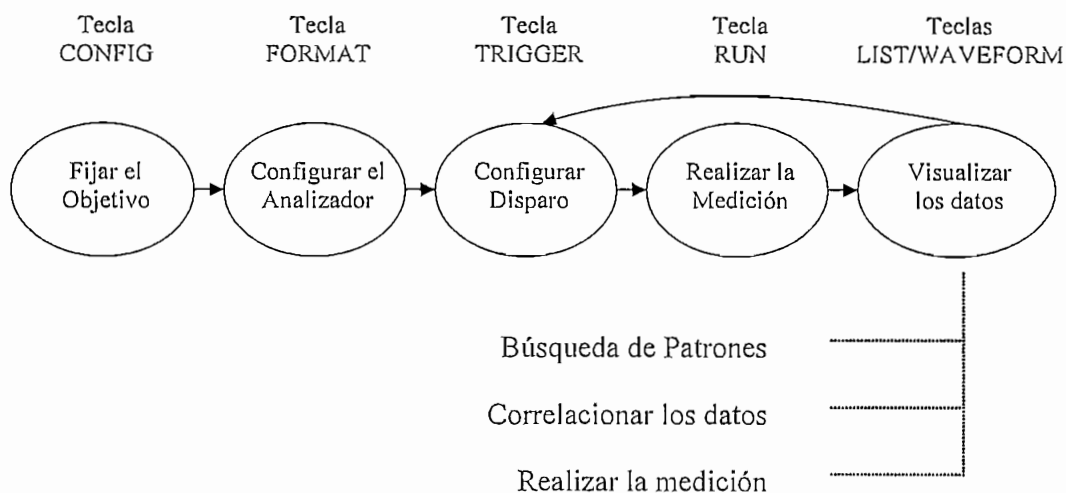 Tecla
CONFIG
Tecla
FORMAT
Tecla
TRIGGER
Tecla
RUN
Teclas
LIST/WAVEFORM
Fijar el
Objetivo
Configurar el
Analizador
Configurar
Disparo
Realizar la
Medición
Visualizar
los datos
Búsqueda de Patrones
Correlacionar los datos
Realizar la medición